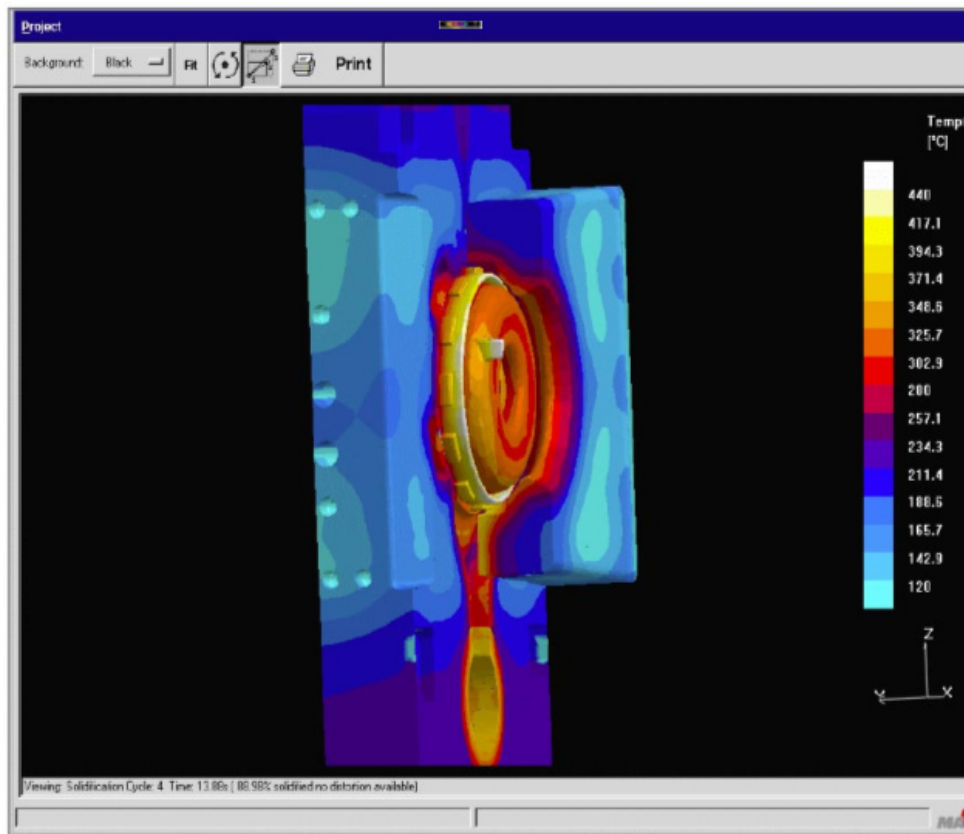 Project
Background: Black Fit Print
Temp
[°C]
440
417.1
394.3
371.4
348.6
325.7
302.9
280
257.1
234.3
211.4
188.6
165.7
142.9
120
Z
Y X
Viewing: Solidification Cycle: 4 Time: 13.88s [ 88.98% solidified no distortion available]
MA